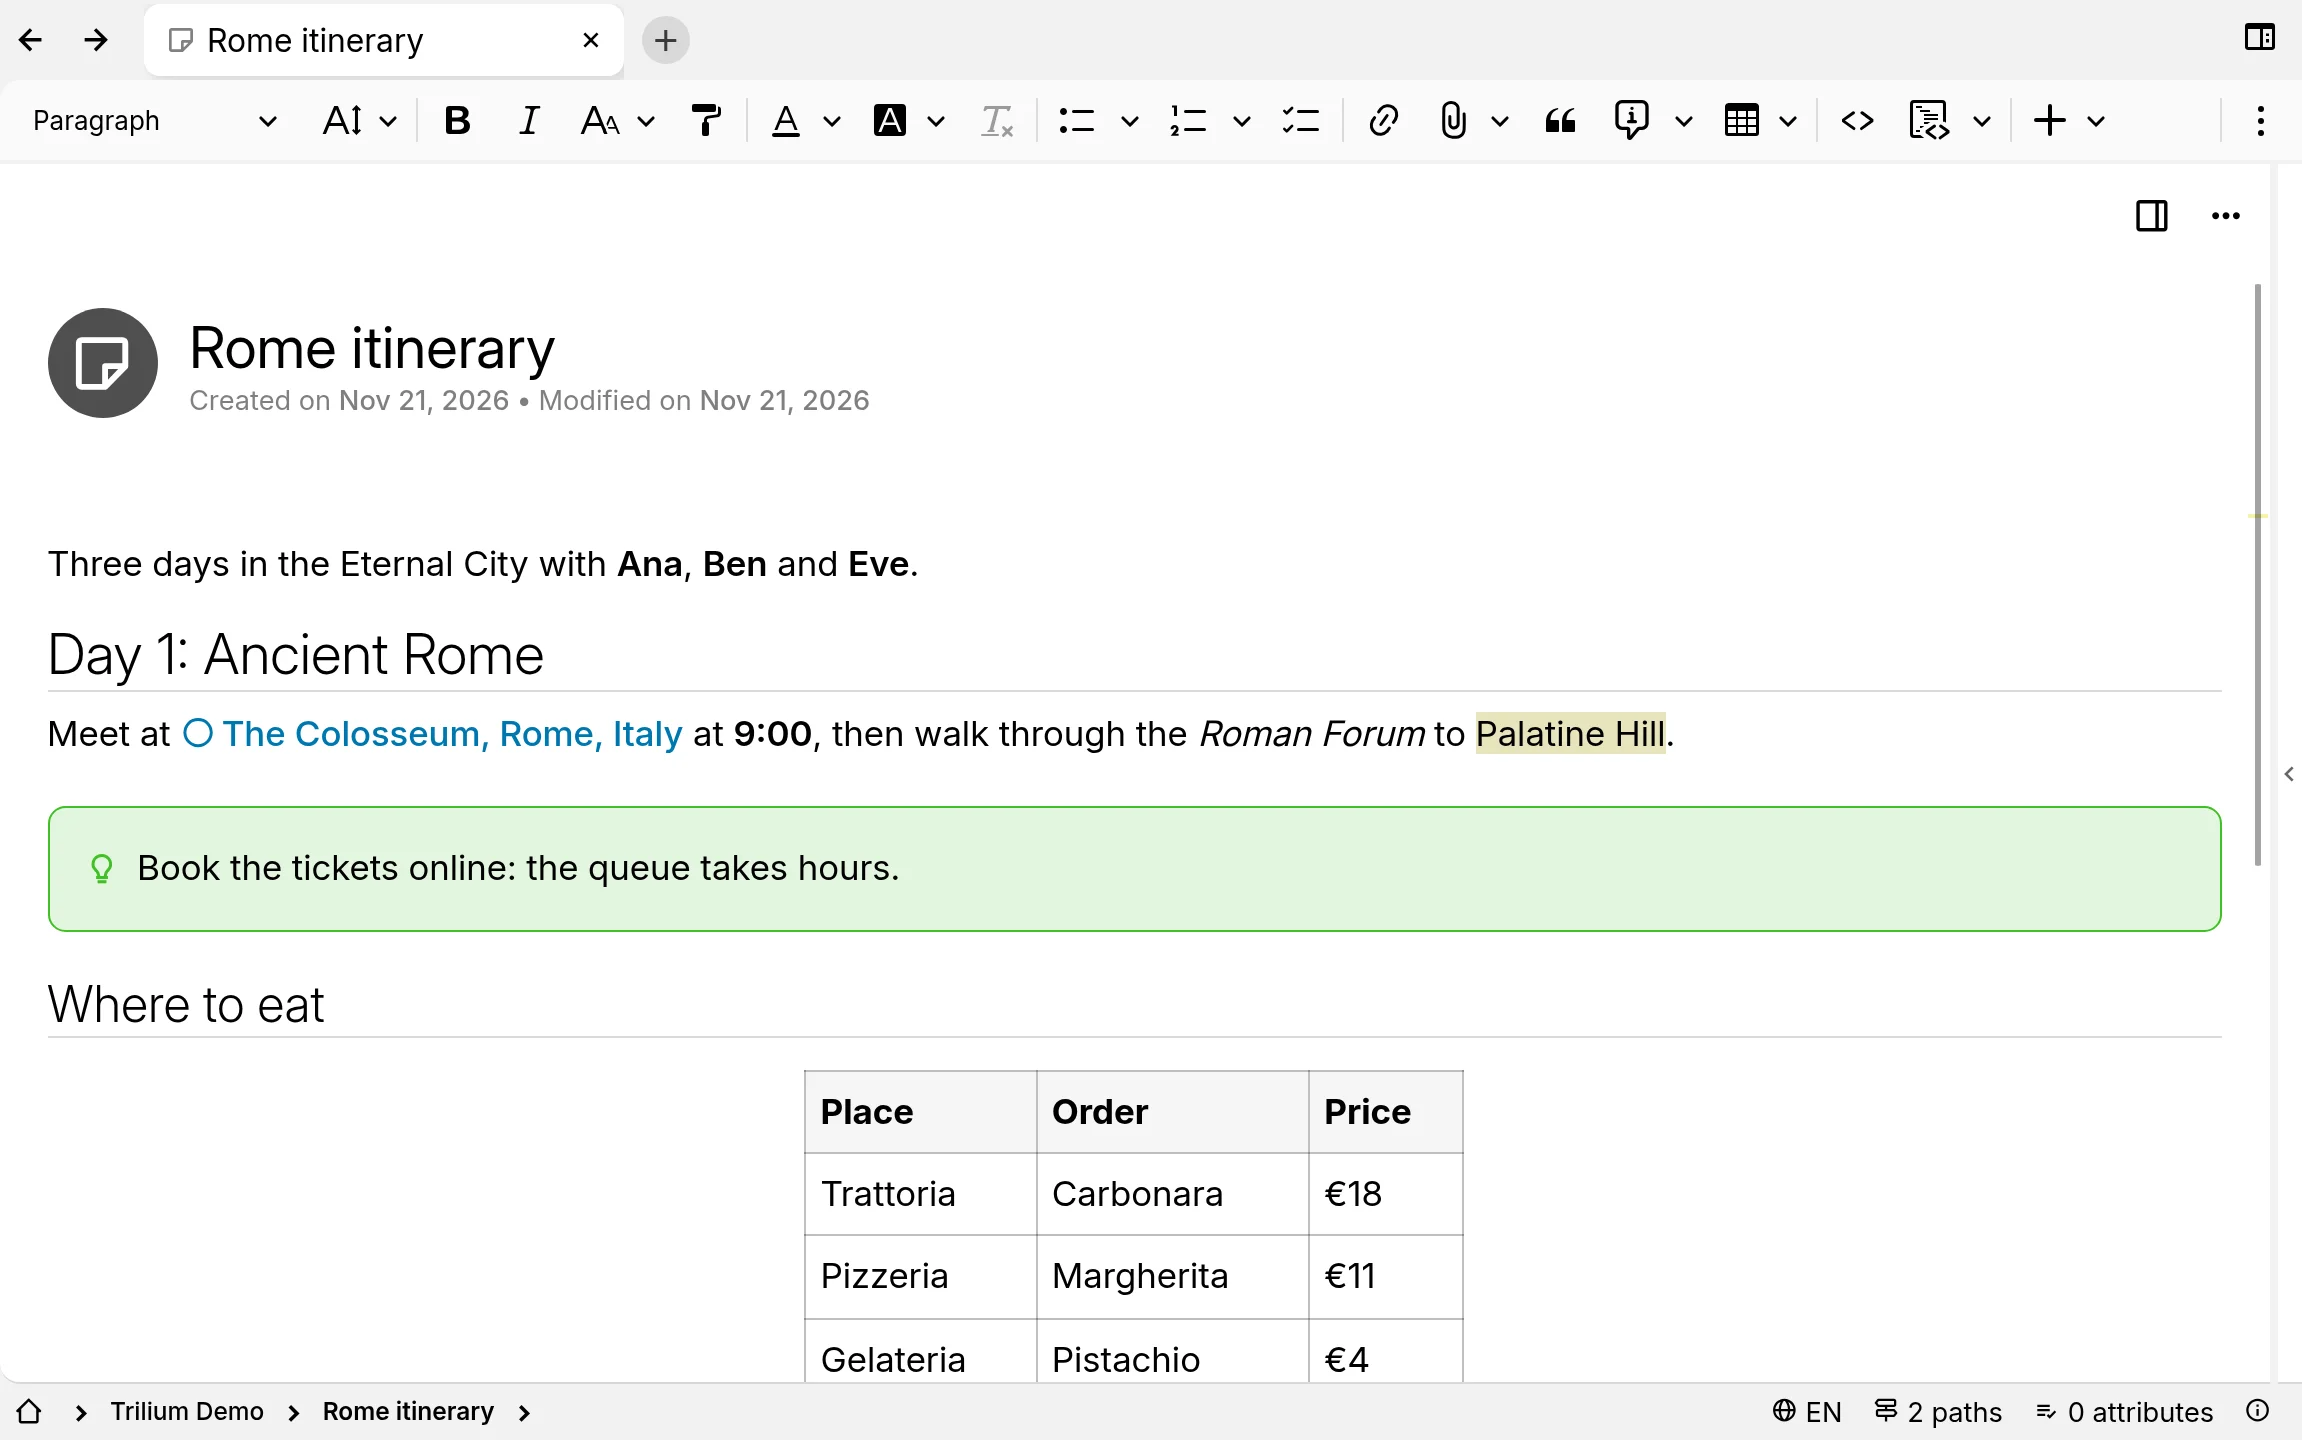 Rome itinerary
Paragraph
Rome itinerary
Created on Nov 21, 2026 • Modified on Nov 21, 2026
Three days in the Eternal City with Ana, Ben and Eve.
Day 1: Ancient Rome
Meet at The Colosseum, Rome, Italy at 9:00, then walk through the Roman Forum to Palatine Hill.
Book the tickets online: the queue takes hours.
Where to eat
Place Order Price
Trattoria Carbonara €18
Pizzeria Margherita €11
Gelateria Pistachio €4
Trilium Demo Rome itinerary EN 2 paths 0 attributes